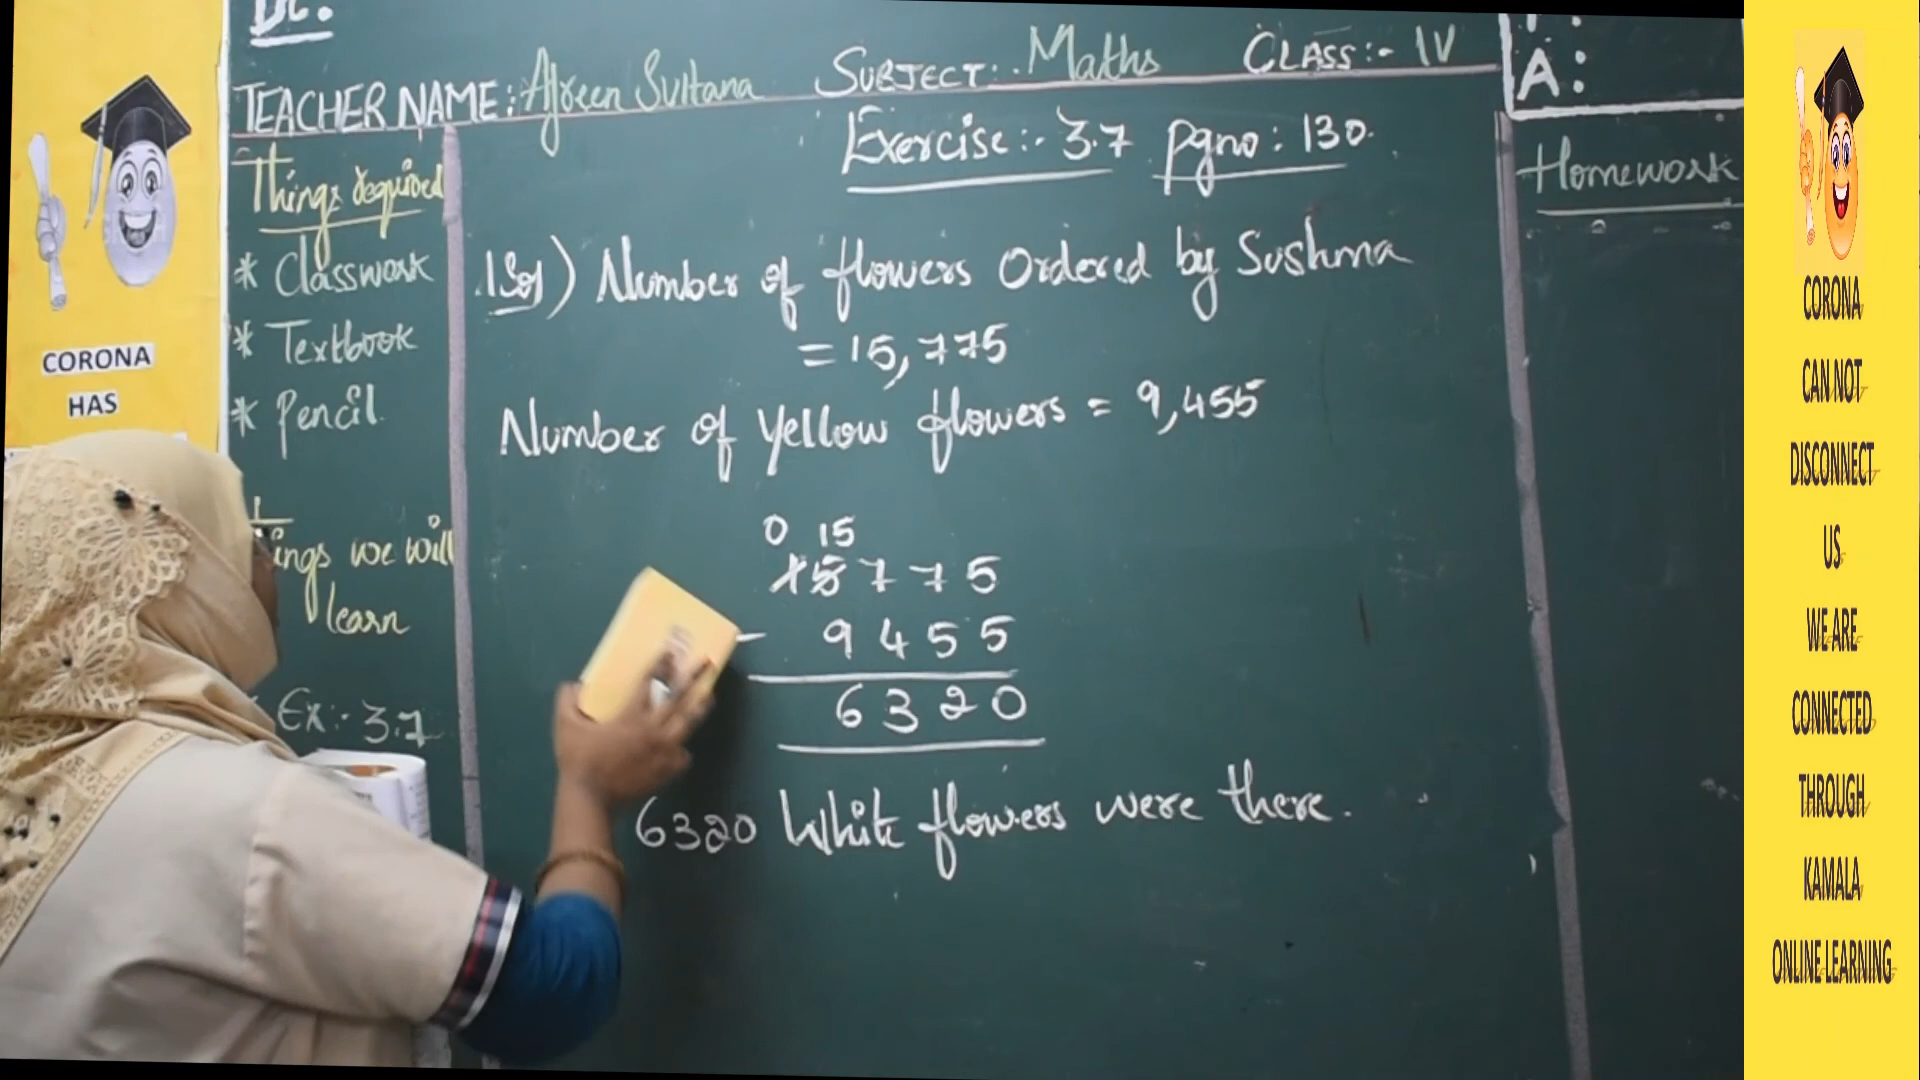 Dt:
TEACHER NAME: Afreen Sultana SUBJECT: Maths CLASS:- IV
A:
Exercise:- 3.7 pgno: 130.
Homework
Things required
* Classwork
* Textbook
* Pencil
Things we will
learn
Ex:- 3.7
1Sol) Number of flowers Ordered by Sushma
= 15,775
Number of Yellow flowers = 9,455
0 15
15775
- 9455
6320
6320 White flowers were there.
CORONA
HAS
CORONA
CAN NOT
DISCONNECT
US
WE ARE
CONNECTED
THROUGH
KAMALA
ONLINE LEARNING